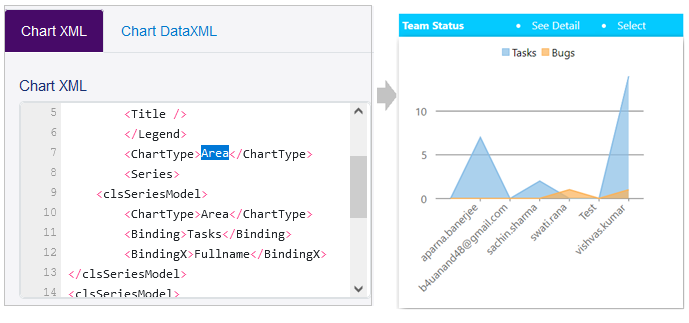 Chart XML Chart DataXML
Chart XML
5 <Title />
6 </Legend>
7 <ChartType>Area</ChartType>
8 <Series>
9 <clsSeriesModel>
10 <ChartType>Area</ChartType>
11 <Binding>Tasks</Binding>
12 <BindingX>Fullname</BindingX>
13 </clsSeriesModel>
14 <clsSeriesModel>
Team Status • See Detail • Select
Tasks Bugs
10
5
0
aparna.banerjee
b4uanand48@gmail.com
sachin.sharma
swati.rana
Test
vishvas.kumar